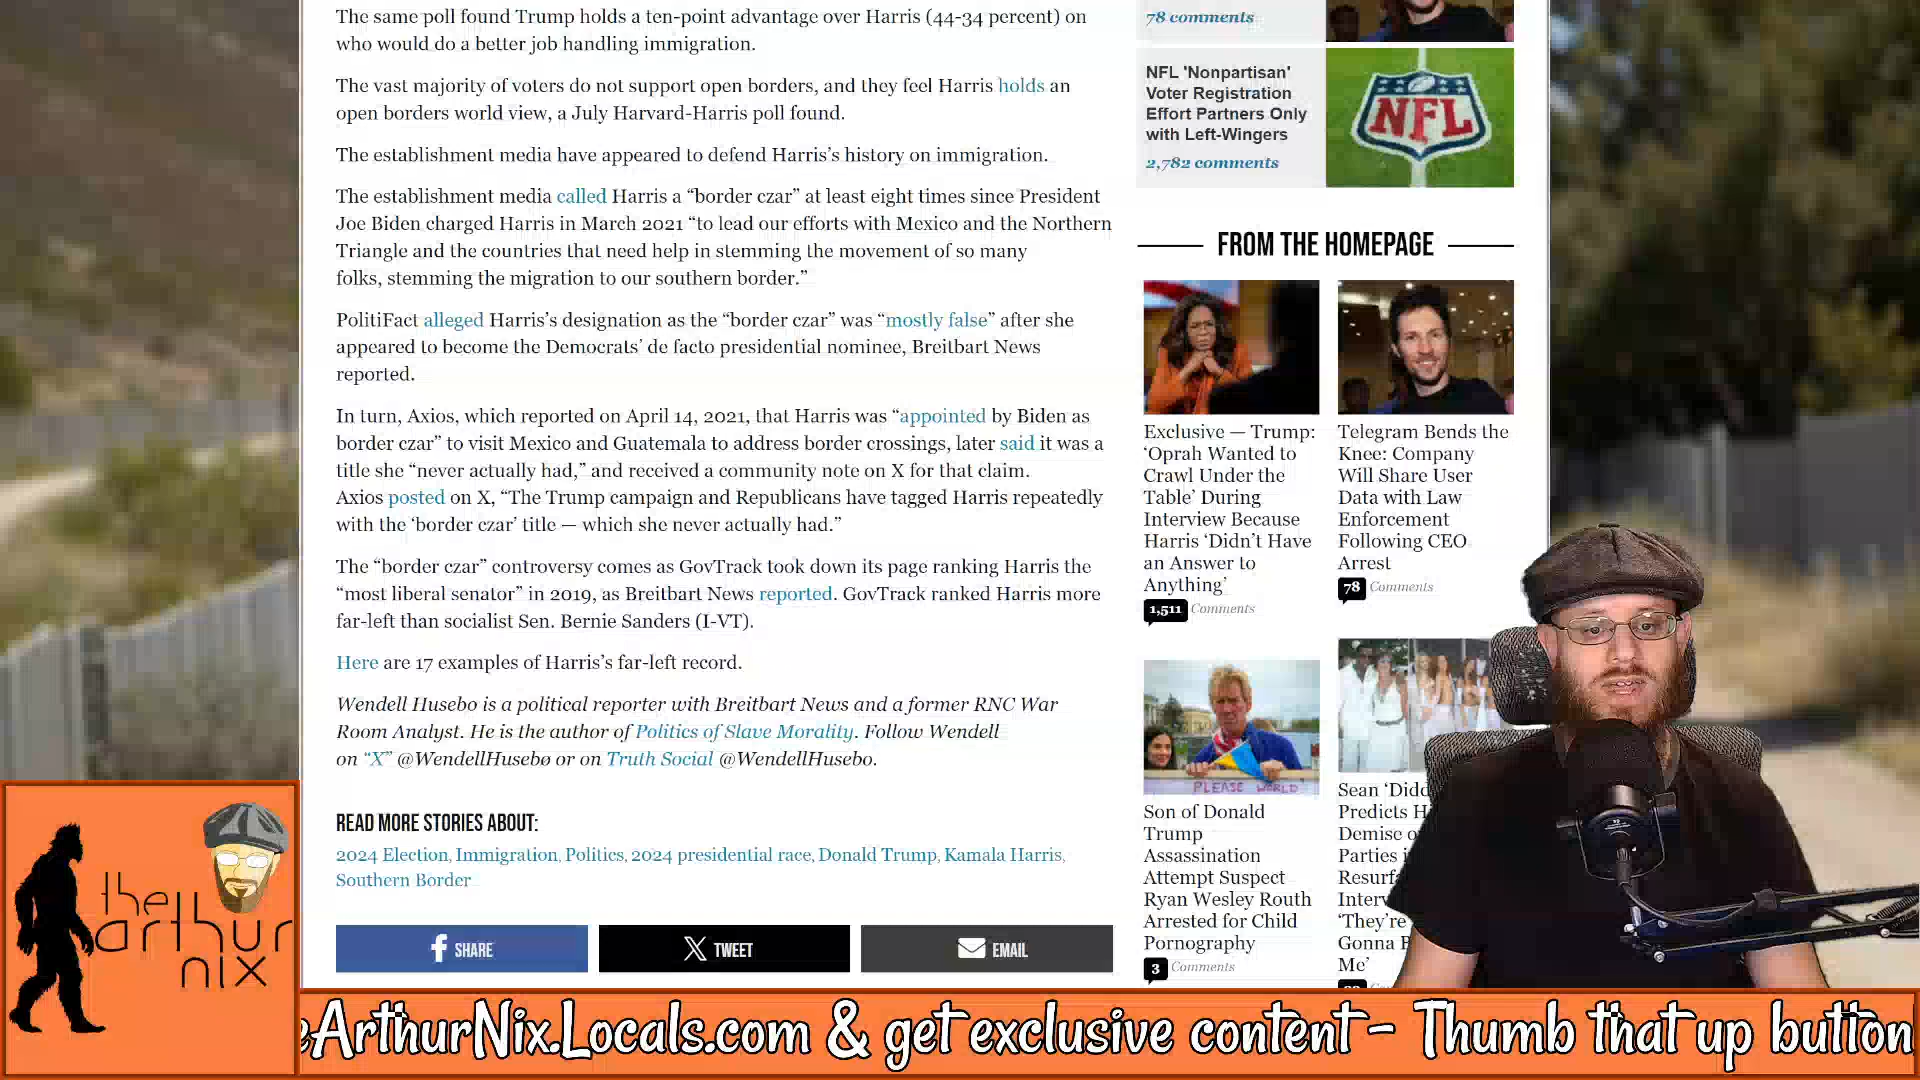 The same poll found Trump holds a ten-point advantage over Harris (44-34 percent) on
who would do a better job handling immigration.
The vast majority of voters do not support open borders, and they feel Harris holds an
open borders world view, a July Harvard-Harris poll found.
The establishment media have appeared to defend Harris's history on immigration.
The establishment media called Harris a “border czar” at least eight times since President
Joe Biden charged Harris in March 2021 “to lead our efforts with Mexico and the Northern
Triangle and the countries that need help in stemming the movement of so many
folks, stemming the migration to our southern border.”
PolitiFact alleged Harris's designation as the “border czar” was “mostly false” after she
appeared to become the Democrats' de facto presidential nominee, Breitbart News
reported.
In turn, Axios, which reported on April 14, 2021, that Harris was “appointed by Biden as
border czar” to visit Mexico and Guatemala to address border crossings, later said it was a
title she “never actually had,” and received a community note on X for that claim.
Axios posted on X, “The Trump campaign and Republicans have tagged Harris repeatedly
with the ‘border czar’ title — which she never actually had.”
The “border czar” controversy comes as GovTrack took down its page ranking Harris the
“most liberal senator” in 2019, as Breitbart News reported. GovTrack ranked Harris more
far-left than socialist Sen. Bernie Sanders (I-VT).
Here are 17 examples of Harris's far-left record.
Wendell Husebo is a political reporter with Breitbart News and a former RNC War
Room Analyst. He is the author of Politics of Slave Morality. Follow Wendell
on “X” @WendellHusebø or on Truth Social @WendellHusebo.
READ MORE STORIES ABOUT:
2024 Election, Immigration, Politics, 2024 presidential race, Donald Trump, Kamala Harris,
Southern Border
SHARE
TWEET
EMAIL
78 comments
NFL 'Nonpartisan'
Voter Registration
Effort Partners Only
with Left-Wingers
2,782 comments
NFL
FROM THE HOMEPAGE
Exclusive — Trump:
‘Oprah Wanted to
Crawl Under the
Table’ During
Interview Because
Harris ‘Didn’t Have
an Answer to
Anything’
1,511 Comments
Telegram Bends the
Knee: Company
Will Share User
Data with Law
Enforcement
Following CEO
Arrest
78 Comments
PLEASE WORLD
Son of Donald
Trump
Assassination
Attempt Suspect
Ryan Wesley Routh
Arrested for Child
Pornography
3 Comments
Sean ‘Didd
Predicts H
Demise o
Parties i
Resurfa
Interv
‘They’re
Gonna
Me’
the
arthur
nix
eArthurNix.Locals.com & get exclusive content - Thumb that up button